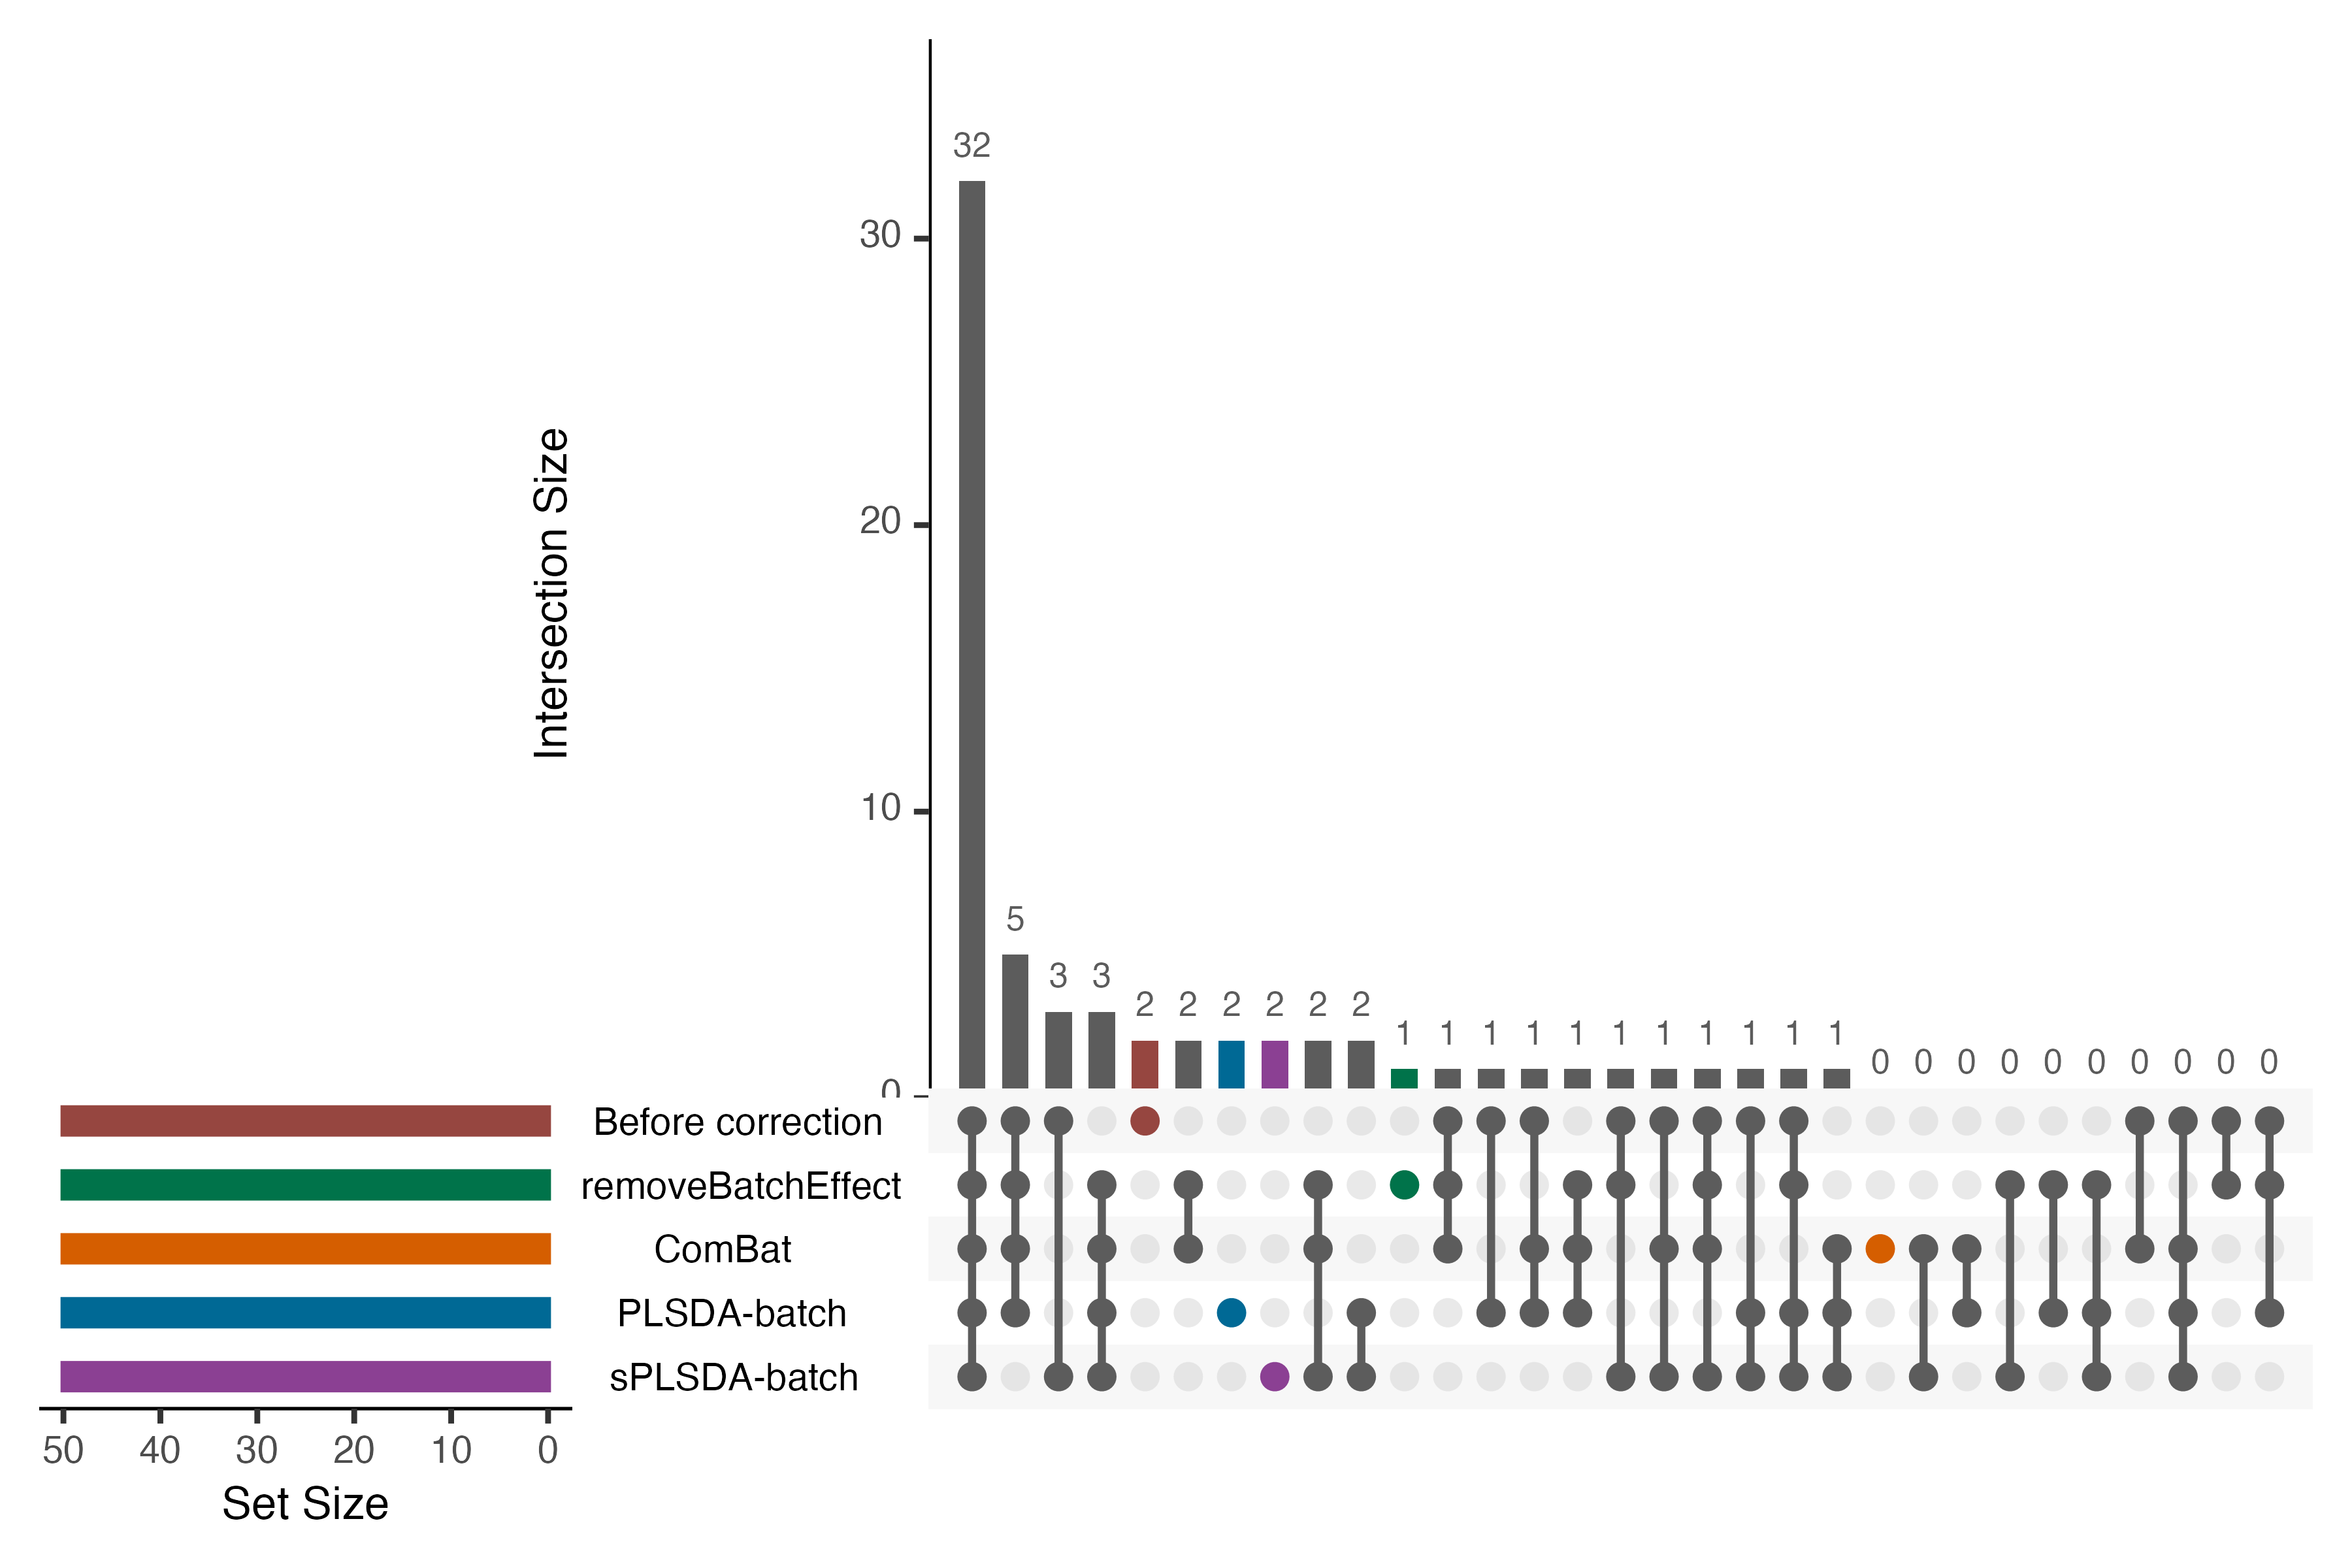 32
30
Intersection Size
20
10
5
3 3
2 2 2 2 2 2
1 1 1 1 1 1 1 1 1 1 1
0 0 0 0 0 0 0 0 0 0
0
Before correction
removeBatchEffect
ComBat
PLSDA-batch
sPLSDA-batch
50 40 30 20 10 0
Set Size